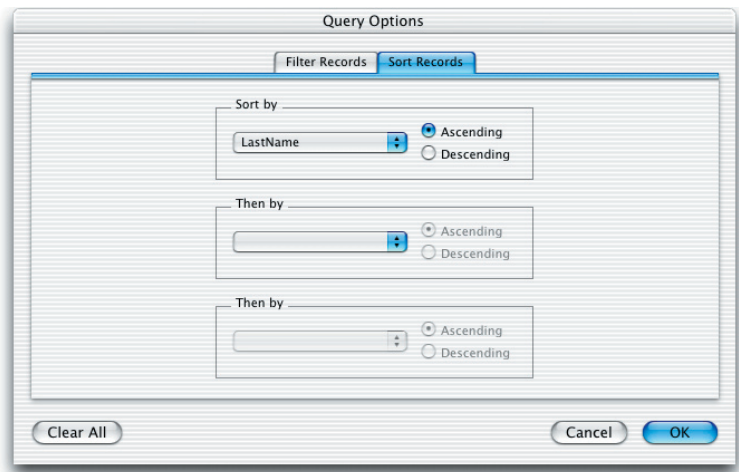 Query Options
Filter Records Sort Records
Sort by
LastName
Ascending
Descending
Then by
Ascending
Descending
Then by
Ascending
Descending
Clear All Cancel OK